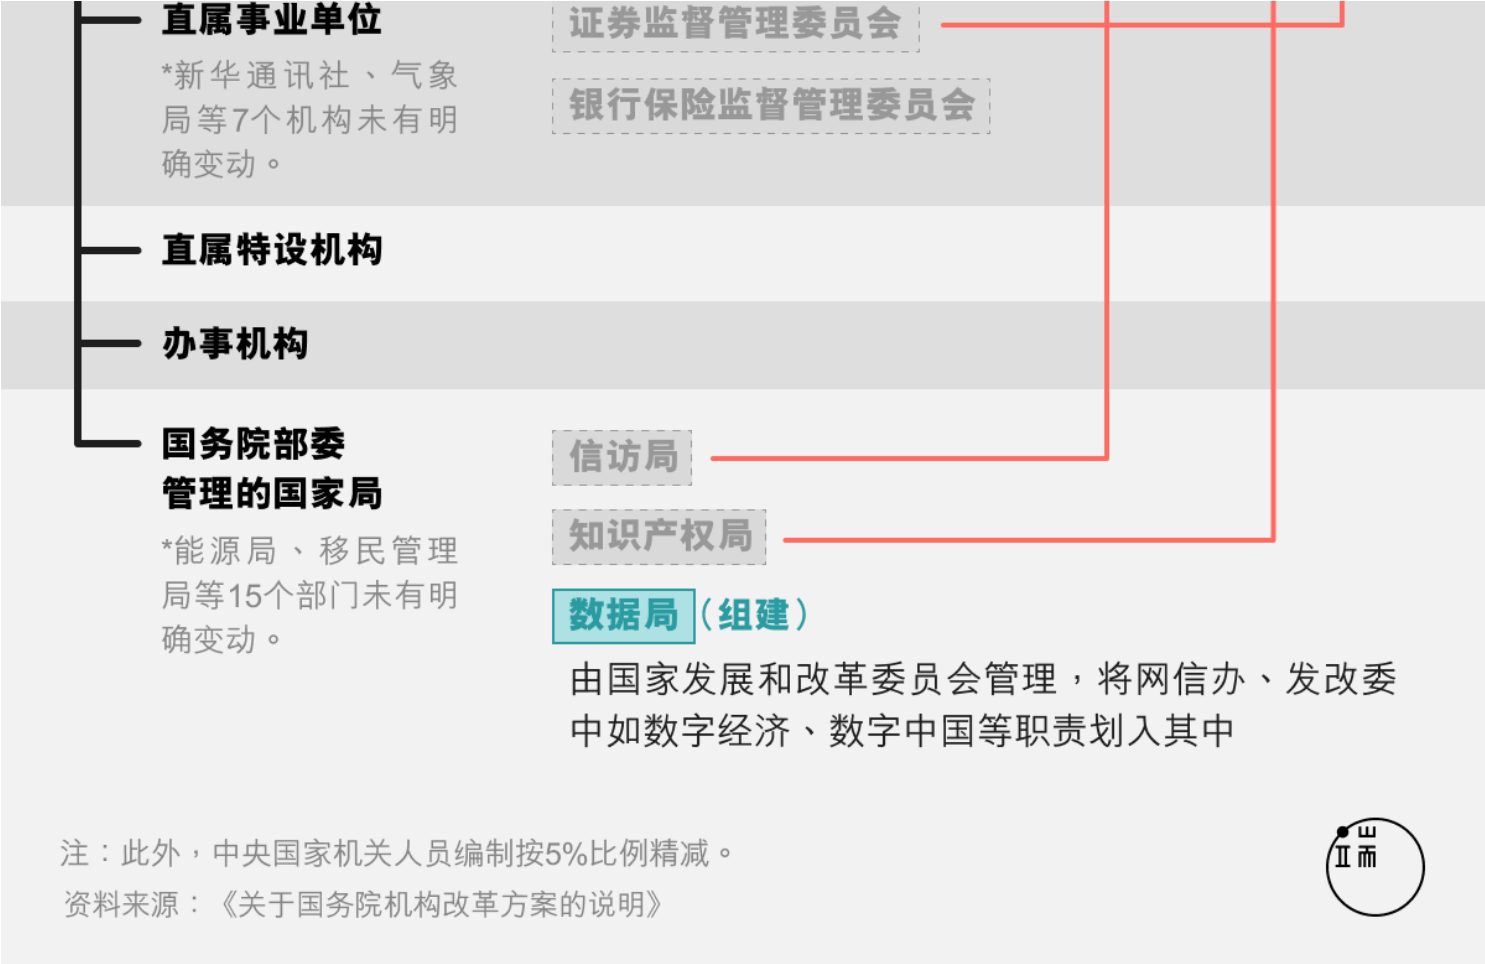 直属事业单位
*新华通讯社、气象
局等7个机构未有明
确变动。
证券监督管理委员会
银行保险监督管理委员会
直属特设机构
办事机构
国务院部委
管理的国家局
*能源局、移民管理
局等15个部门未有明
确变动。
信访局
知识产权局
数据局（组建）
由国家发展和改革委员会管理，将网信办、发改委
中如数字经济、数字中国等职责划入其中
注：此外，中央国家机关人员编制按5%比例精减。
资料来源：《关于国务院机构改革方案的说明》
端